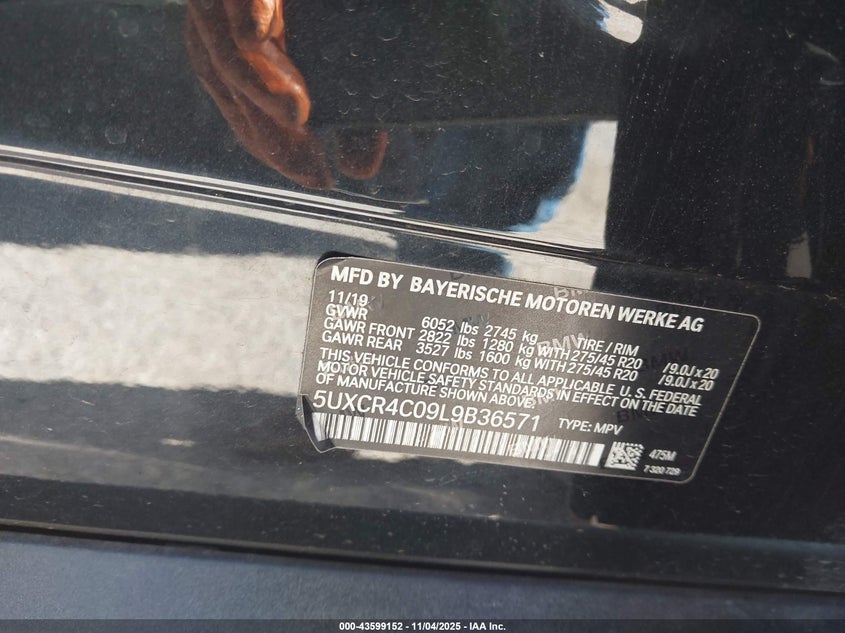 MFD BY BAYERISCHE MOTOREN WERKE AG
11/19
GVWR 6052 lbs 2745 kg TIRE / RIM
GAWR FRONT 2822 lbs 1280 kg WITH 275/45 R20 /9.0J x 20
GAWR REAR 3527 lbs 1600 kg WITH 275/45 R20 /9.0J x 20
THIS VEHICLE CONFORMS TO ALL APPLICABLE U. S. FEDERAL
MOTOR VEHICLE SAFETY STANDARDS IN EFFECT ON THE DATE
OF MANUFACTURE SHOWN ABOVE.
5UXCR4C09L9B36571 TYPE: MPV
475M
7 320 729
000-43599152 - 11/04/2025 - IAA Inc.